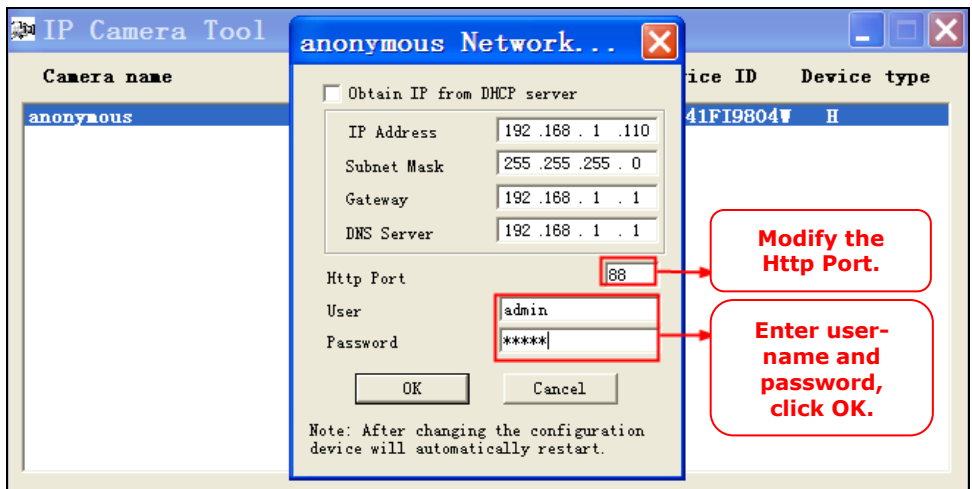 IP Camera Tool
anonymous Network...
Camera name
ice ID
Device type
anonymous
41FI9804W H
Obtain IP from DHCP server
IP Address 192 .168 . 1 .110
Subnet Mask 255 .255 .255 . 0
Gateway 192 .168 . 1 . 1
DNS Server 192 .168 . 1 . 1
Http Port 88
User admin
Password *****
OK Cancel
Note: After changing the configuration
device will automatically restart.
Modify the
Http Port.
Enter user-
name and
password,
click OK.